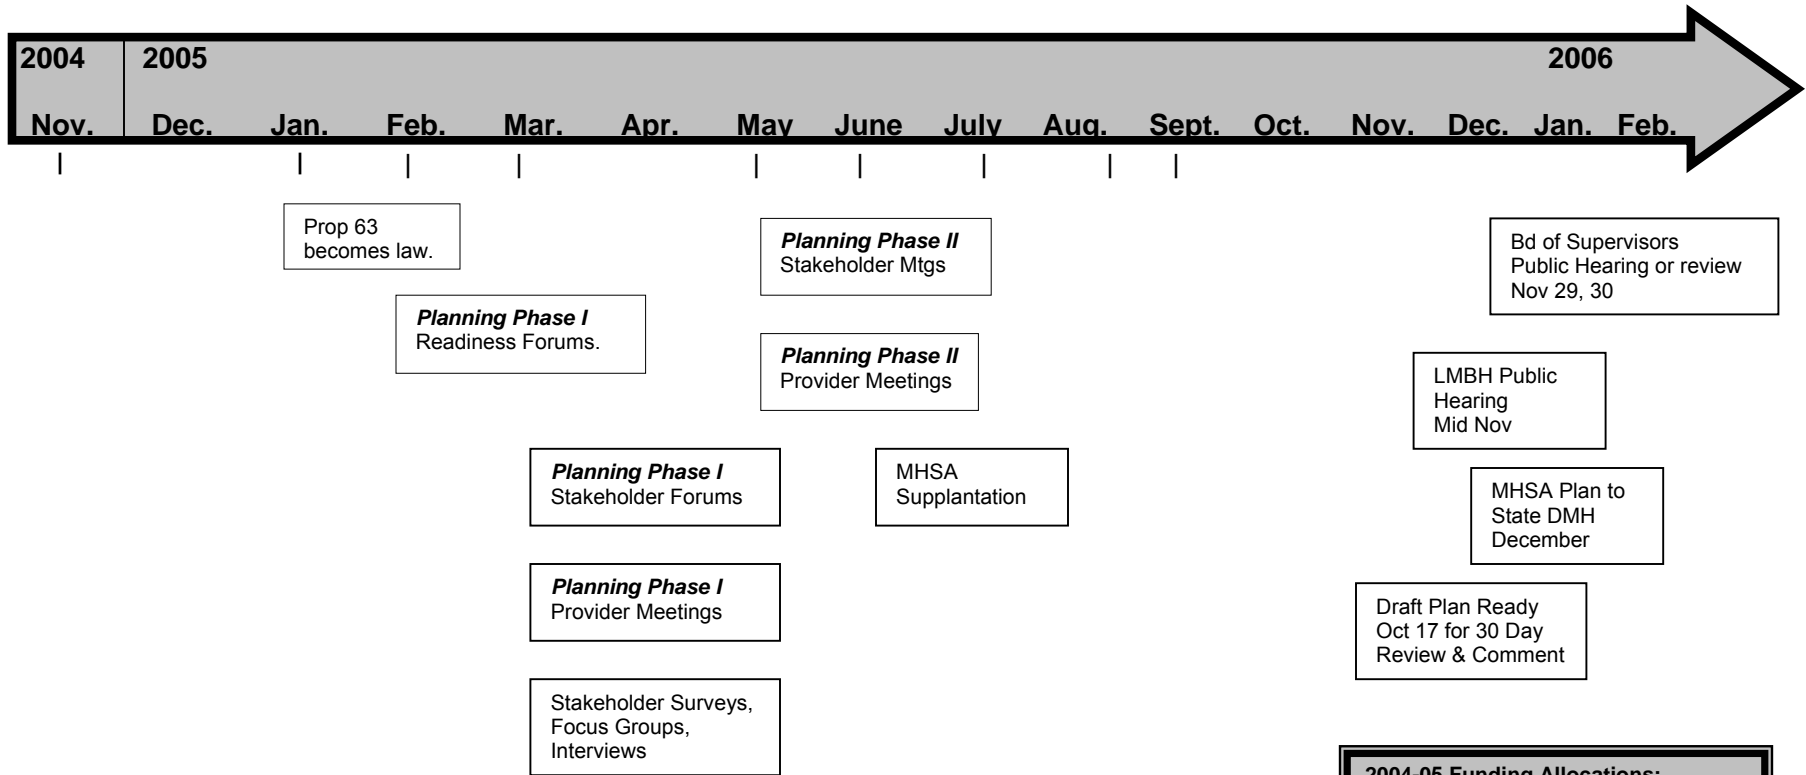 2004 2005 2006
Nov. Dec. Jan. Feb. Mar. Apr. May June July Aug. Sept. Oct. Nov. Dec. Jan. Feb.
Prop 63
becomes law.
Planning Phase I
Readiness Forums.
Planning Phase I
Stakeholder Forums
Planning Phase I
Provider Meetings
Stakeholder Surveys,
Focus Groups,
Interviews
Planning Phase II
Stakeholder Mtgs
Planning Phase II
Provider Meetings
MHSA
Supplantation
Bd of Supervisors
Public Hearing or review
Nov 29, 30
LMBH Public
Hearing
Mid Nov
MHSA Plan to
State DMH
December
Draft Plan Ready
Oct 17 for 30 Day
Review & Comment
2004-05 Funding Allocations: